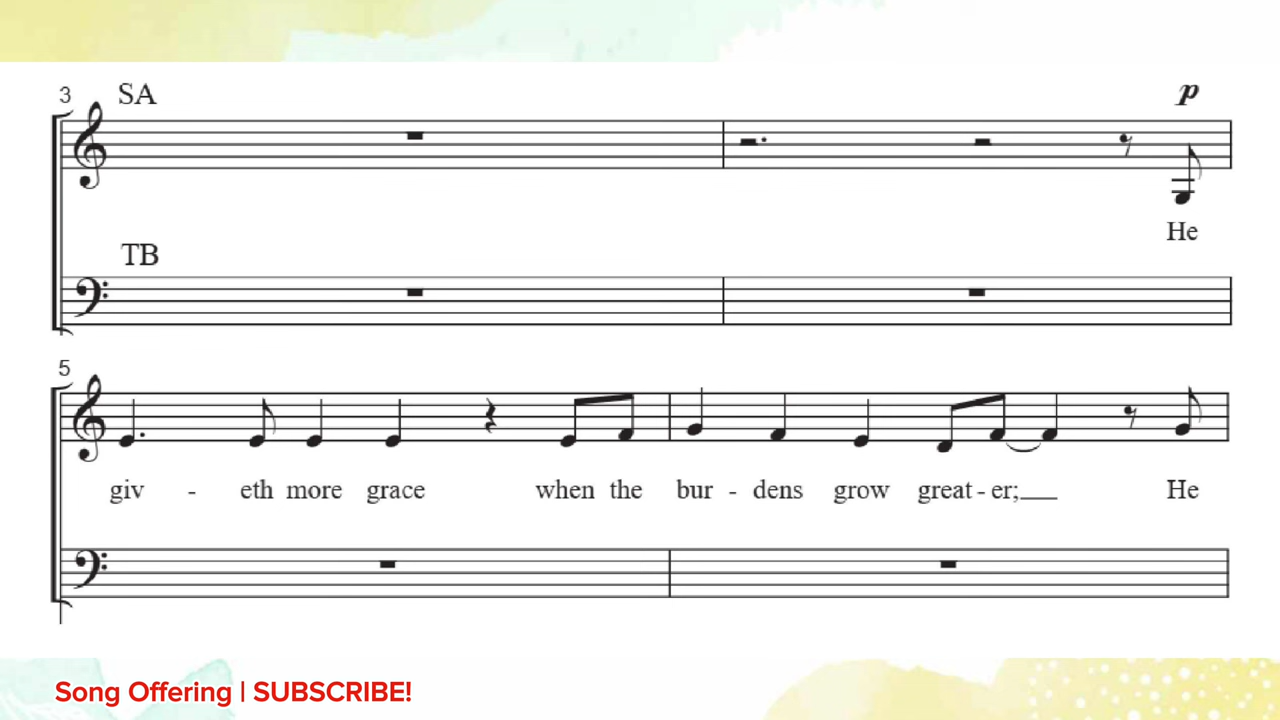 3
SA
p
He
TB
5
giv - eth more grace when the bur - dens grow great - er;__ He
Song Offering | SUBSCRIBE!